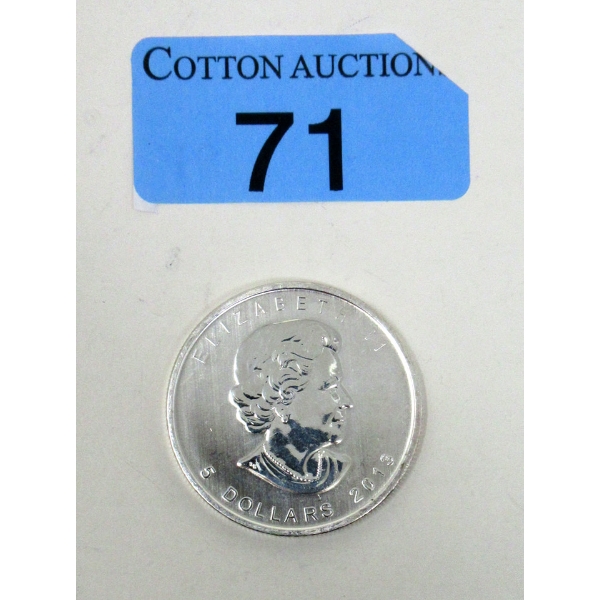 COTTON AUCTION
71
ELIZABETH II
5 DOLLARS 2013